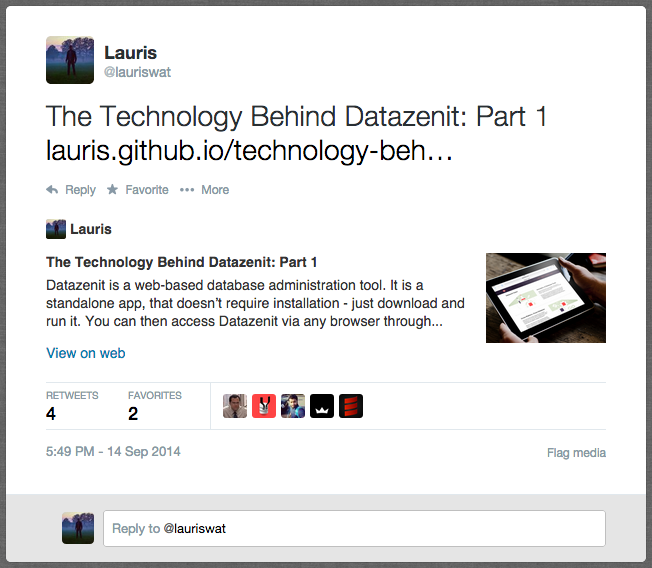 Lauris
@lauriswat
The Technology Behind Datazenit: Part 1
lauris.github.io/technology-beh…
Reply Favorite More
Lauris
The Technology Behind Datazenit: Part 1
Datazenit is a web-based database administration tool. It is a
standalone app, that doesn’t require installation - just download and
run it. You can then access Datazenit via any browser through...
View on web
RETWEETS FAVORITES
4 2
5:49 PM - 14 Sep 2014
Flag media
Reply to @lauriswat